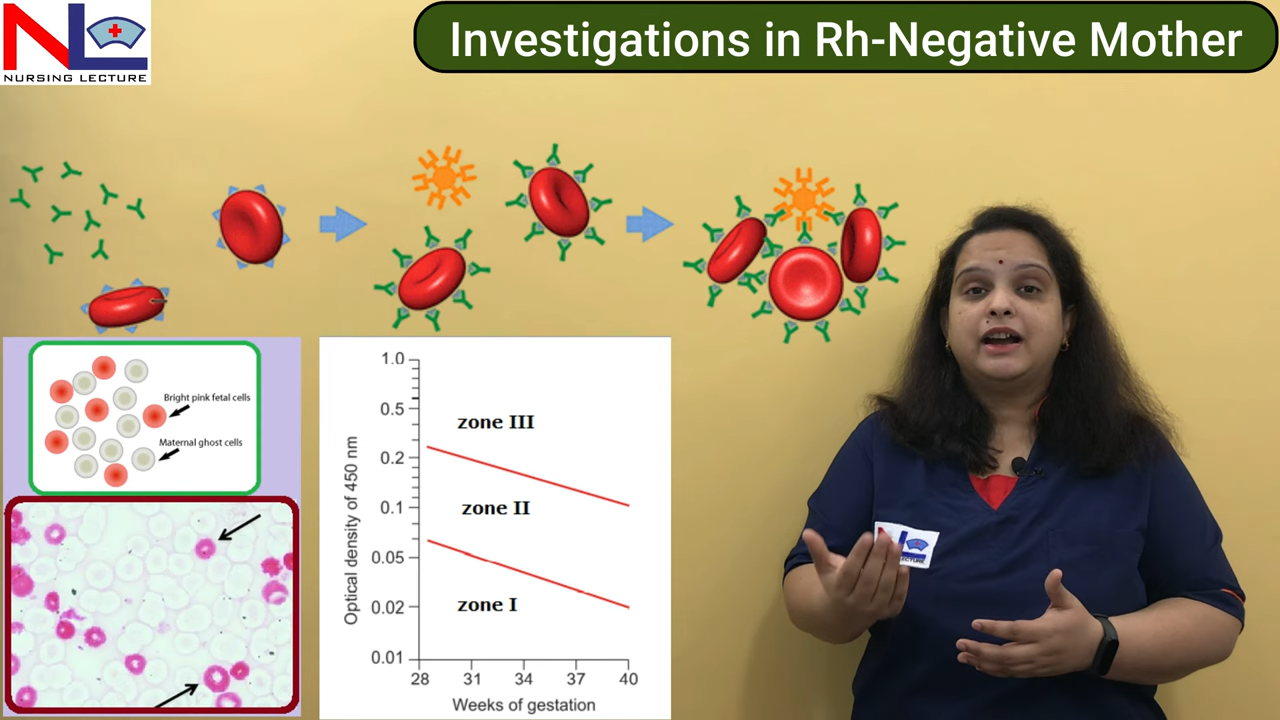 NL
NURSING LECTURE
Investigations in Rh-Negative Mother
Bright pink fetal cells
Maternal ghost cells
Optical density of 450 nm
1.0
0.5
0.2
0.1
0.05
0.02
0.01
zone III
zone II
zone I
28 31 34 37 40
Weeks of gestation